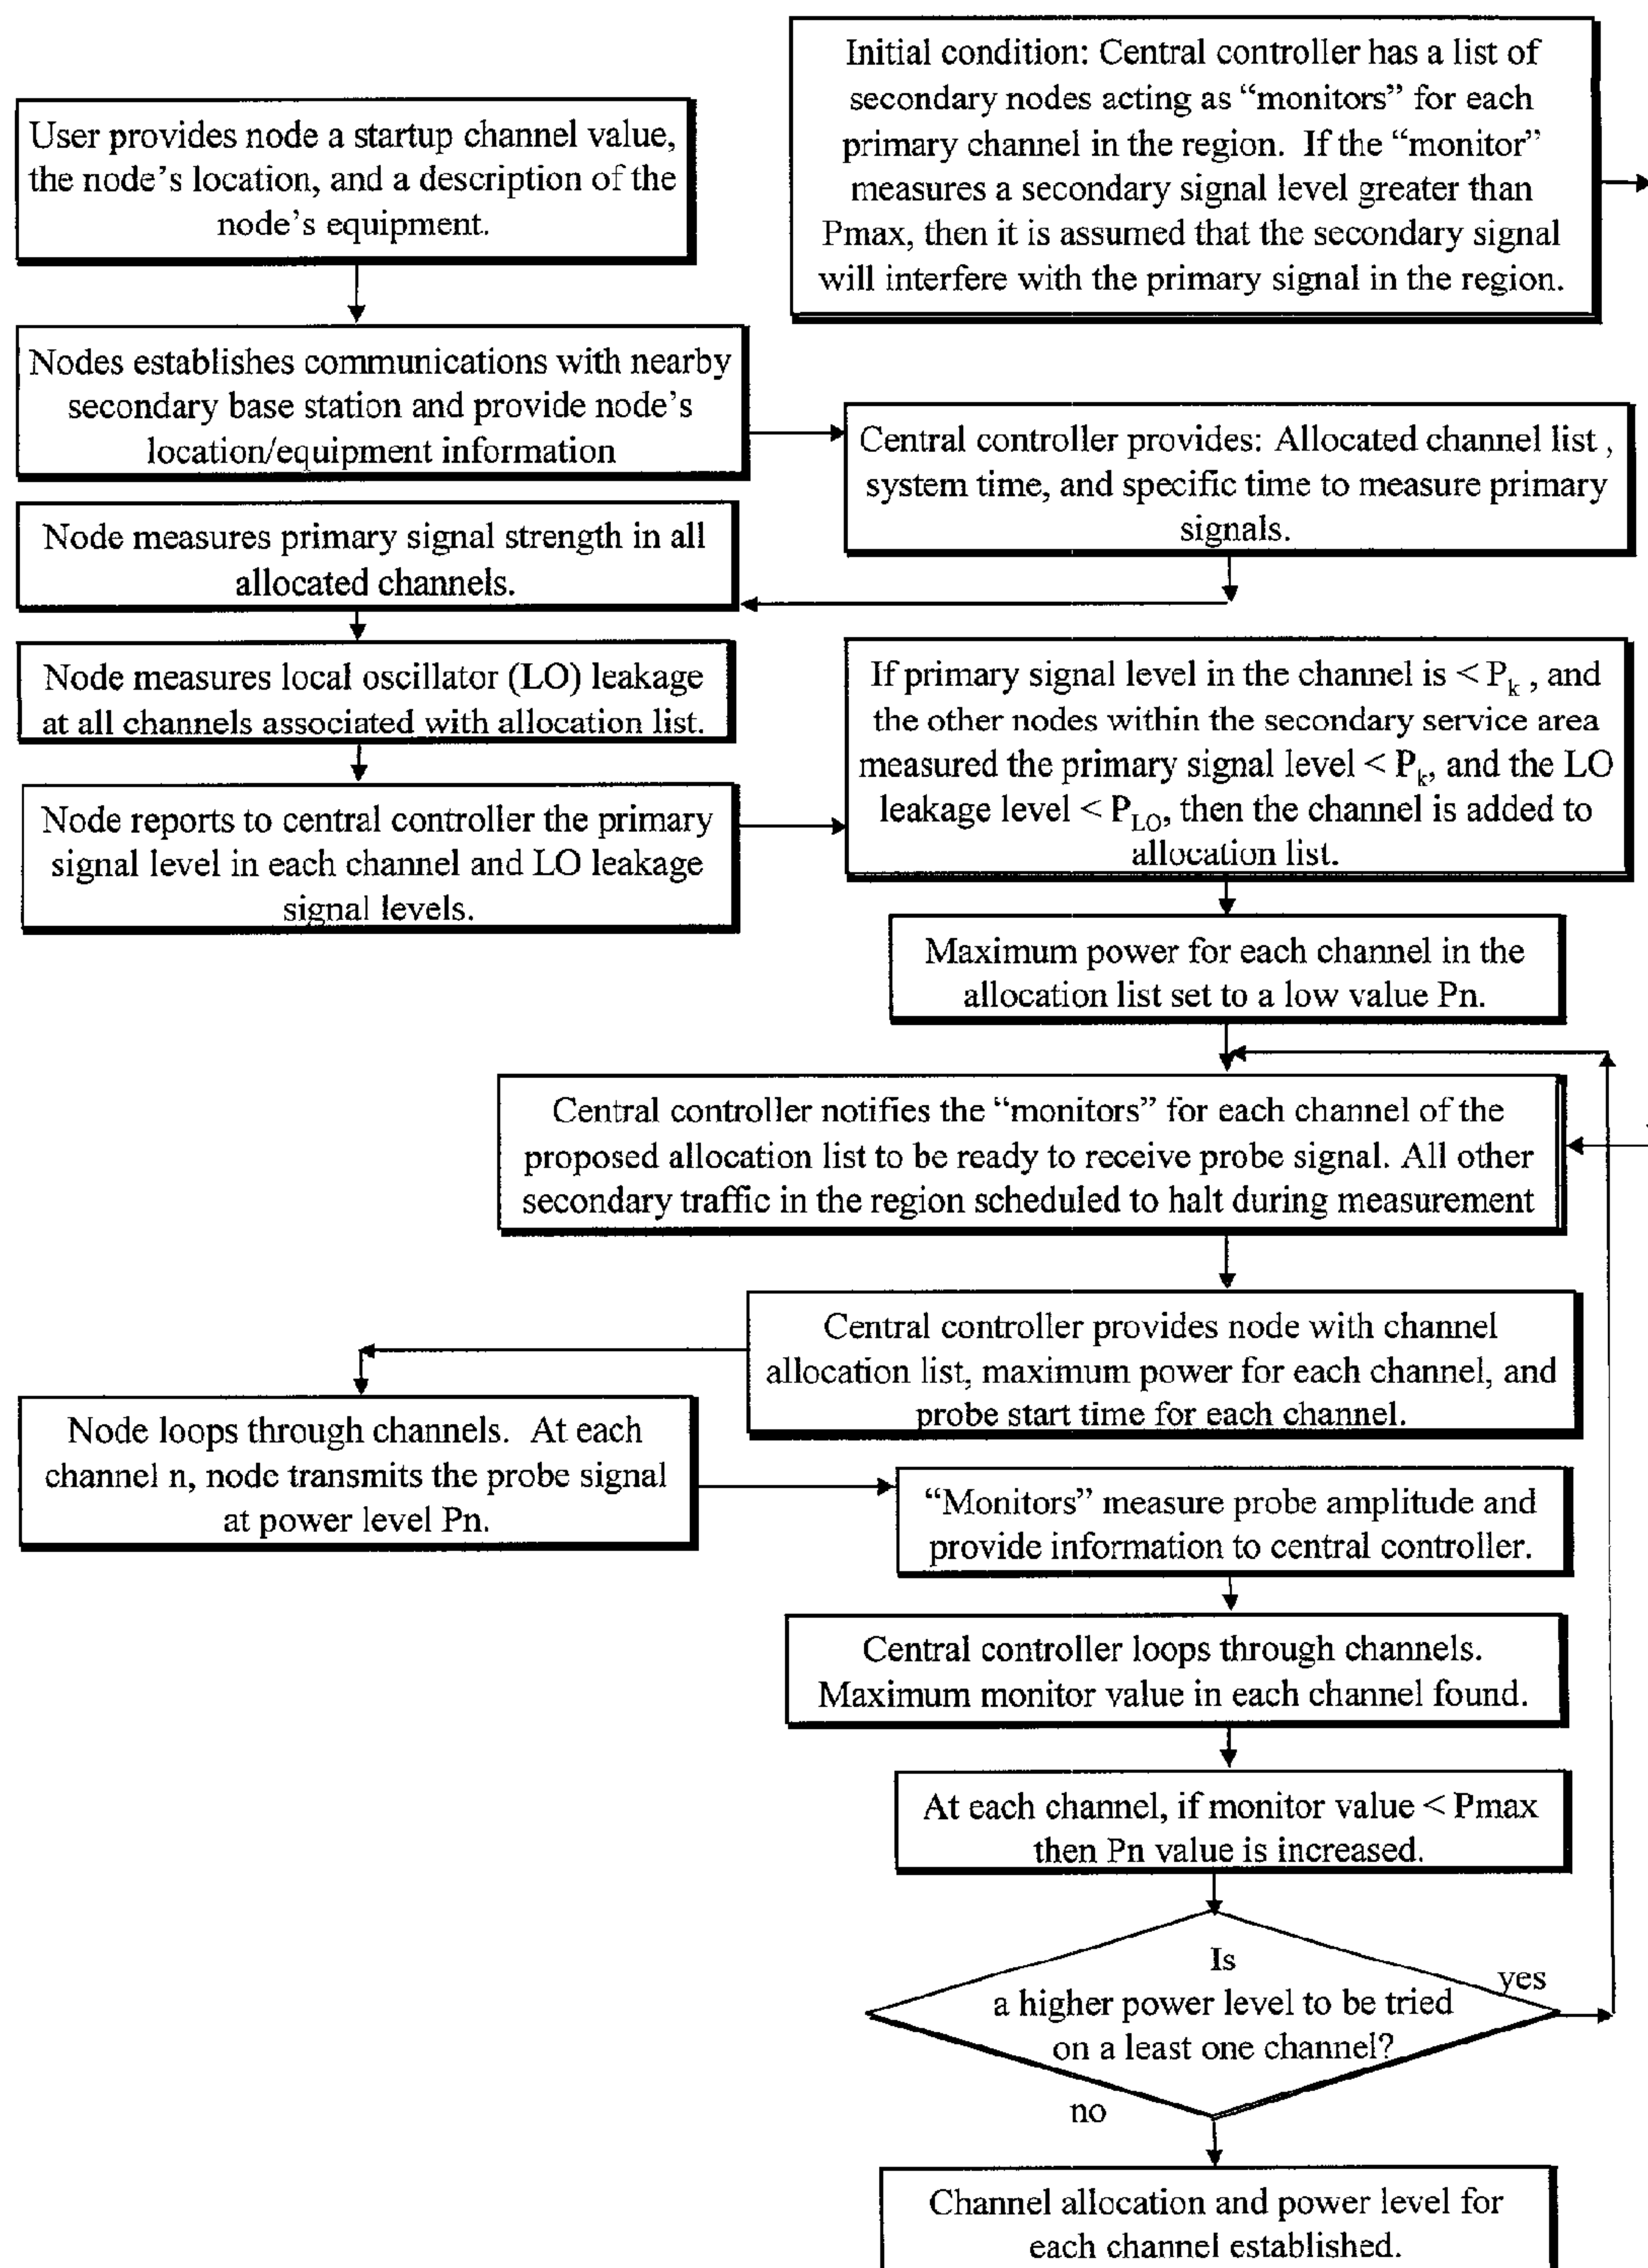 Initial condition: Central controller has a list of
secondary nodes acting as “monitors” for each
primary channel in the region. If the “monitor”
measures a secondary signal level greater than
Pmax, then it is assumed that the secondary signal
will interfere with the primary signal in the region.
User provides node a startup channel value,
the node’s location, and a description of the
node’s equipment.
Nodes establishes communications with nearby
secondary base station and provide node’s
location/equipment information
Central controller provides: Allocated channel list ,
system time, and specific time to measure primary
signals.
Node measures primary signal strength in all
allocated channels.
Node measures local oscillator (LO) leakage
at all channels associated with allocation list.
Node reports to central controller the primary
signal level in each channel and LO leakage
signal levels.
If primary signal level in the channel is < Pk , and
the other nodes within the secondary service area
measured the primary signal level < Pk, and the LO
leakage level < PLO, then the channel is added to
allocation list.
Maximum power for each channel in the
allocation list set to a low value Pn.
Central controller notifies the “monitors” for each channel of the
proposed allocation list to be ready to receive probe signal. All other
secondary traffic in the region scheduled to halt during measurement
Central controller provides node with channel
allocation list, maximum power for each channel, and
probe start time for each channel.
Node loops through channels. At each
channel n, node transmits the probe signal
at power level Pn.
“Monitors” measure probe amplitude and
provide information to central controller.
Central controller loops through channels.
Maximum monitor value in each channel found.
At each channel, if monitor value < Pmax
then Pn value is increased.
Is
a higher power level to be tried
on a least one channel?
yes
no
Channel allocation and power level for
each channel established.